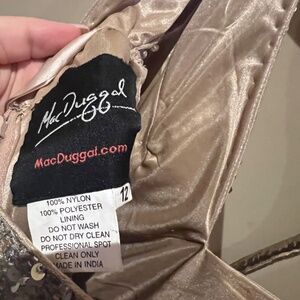 Mac Duggal
MacDuggal.com
12
100% NYLON
100% POLYESTER
LINING
DO NOT WASH
DO NOT DRY CLEAN
PROFESSIONAL SPOT
CLEAN ONLY
MADE IN INDIA